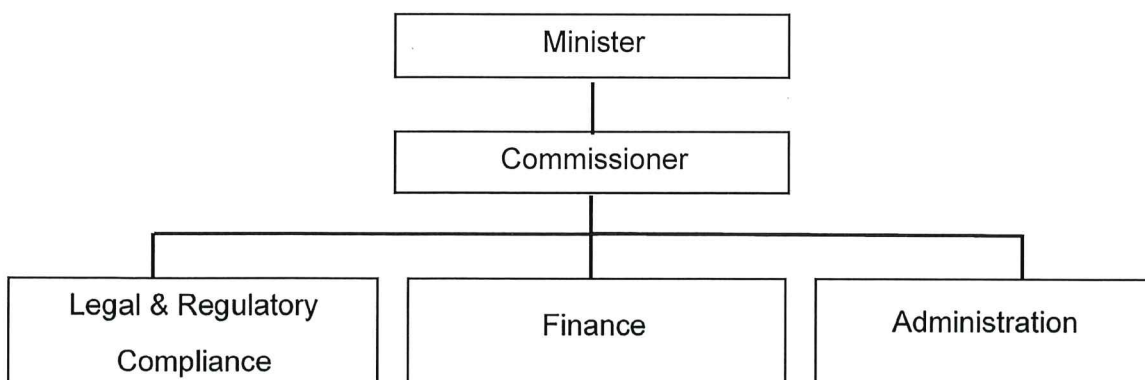 Minister
Commissioner
Legal & Regulatory
Compliance
Finance
Administration